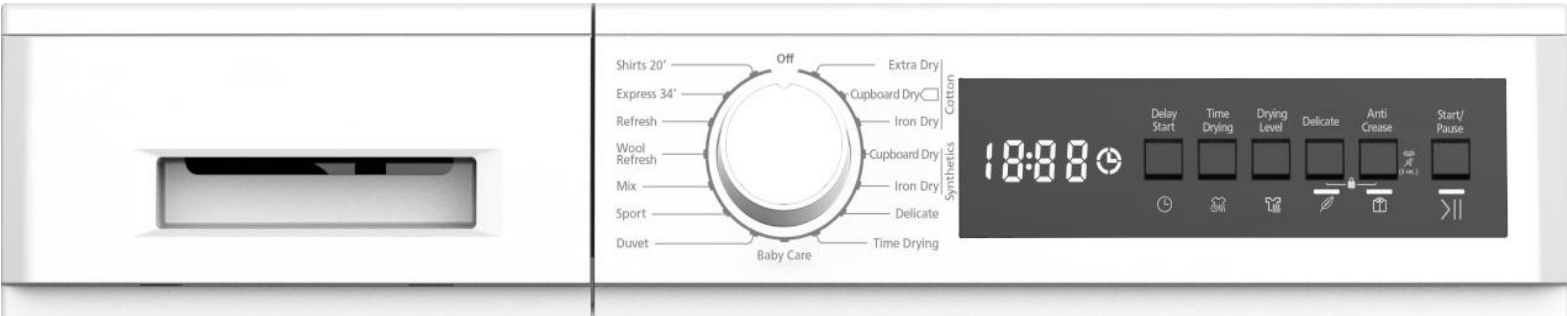 Off
Shirts 20'
Express 34'
Refresh
Wool
Refresh
Mix
Sport
Duvet
Baby Care
Extra Dry
Cupboard Dry
Iron Dry
Cotton
Cupboard Dry
Iron Dry
Synthetics
Delicate
Time Drying
18:88
Delay
Start
Time
Drying
Drying
Level
Delicate
Anti
Crease
Start/
Pause